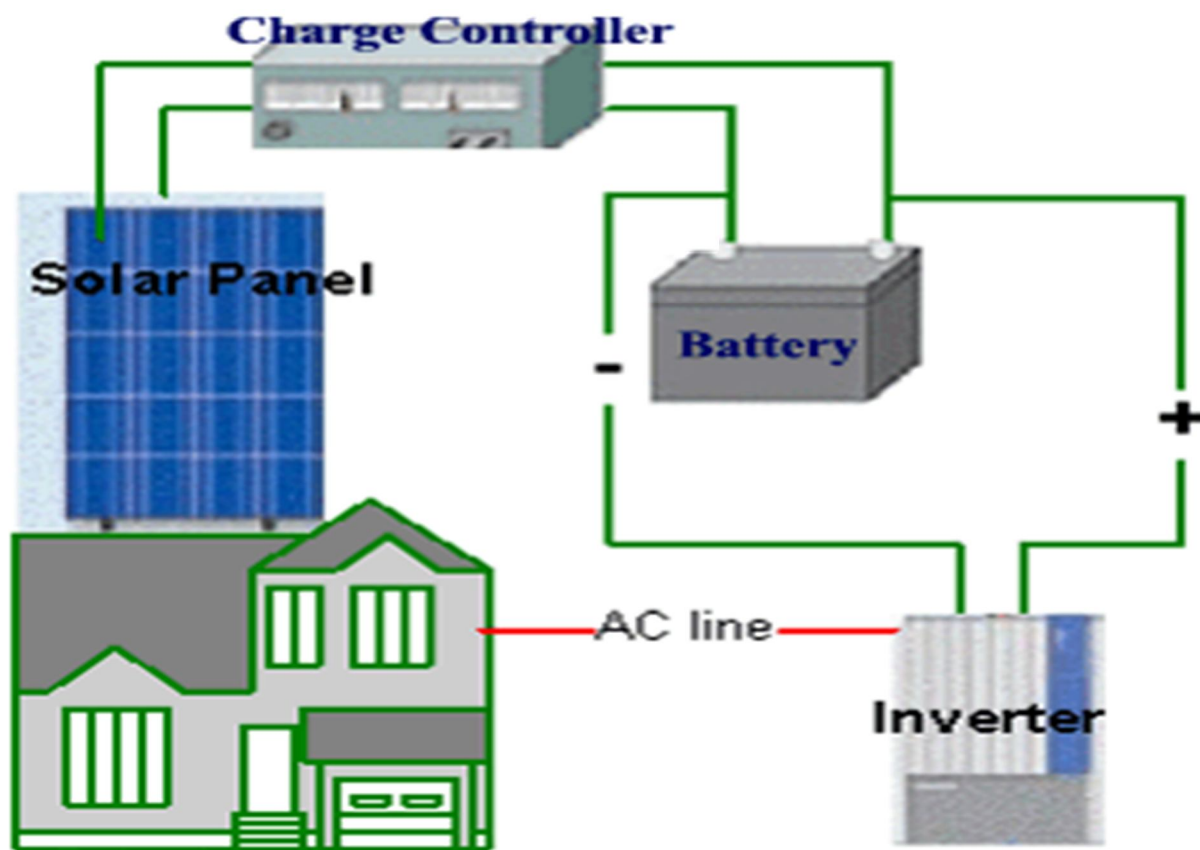 Charge Controller
Solar Panel
Battery
-
+
AC line
Inverter